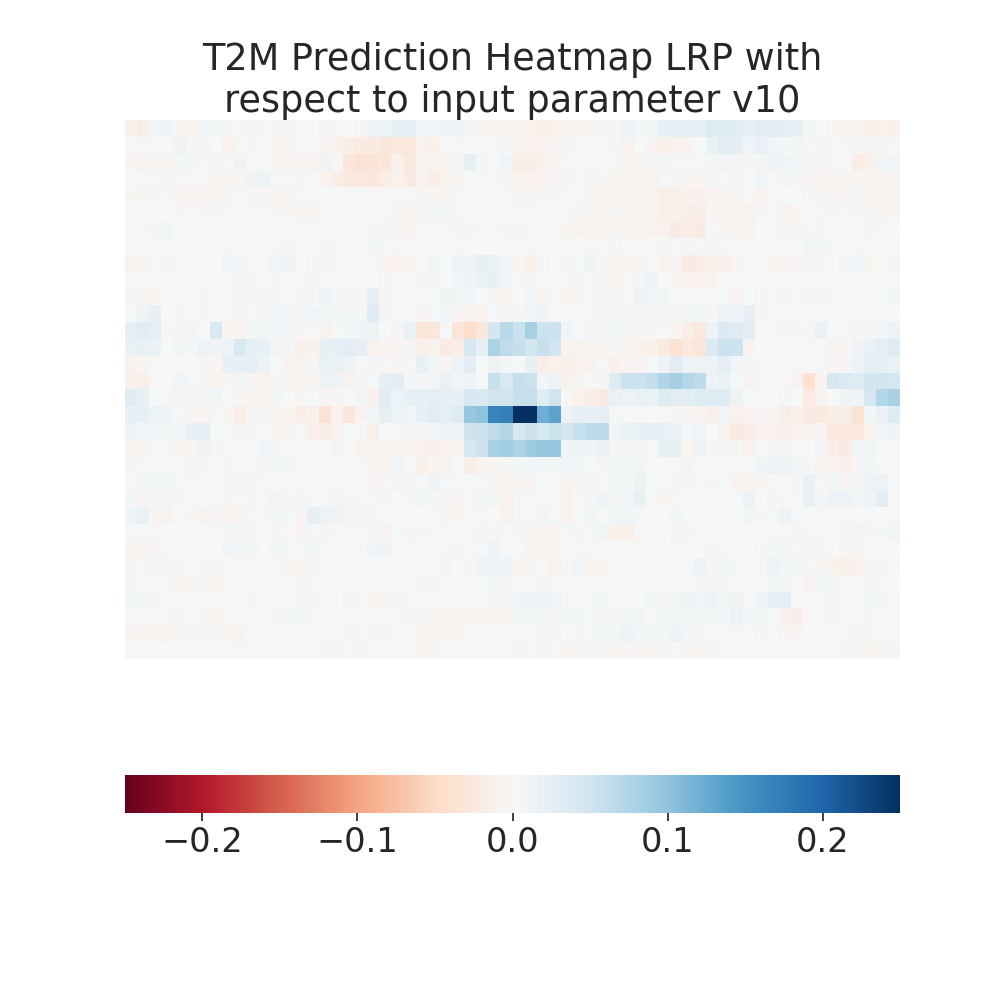 T2M Prediction Heatmap LRP with
respect to input parameter v10
−0.2 −0.1 0.0 0.1 0.2